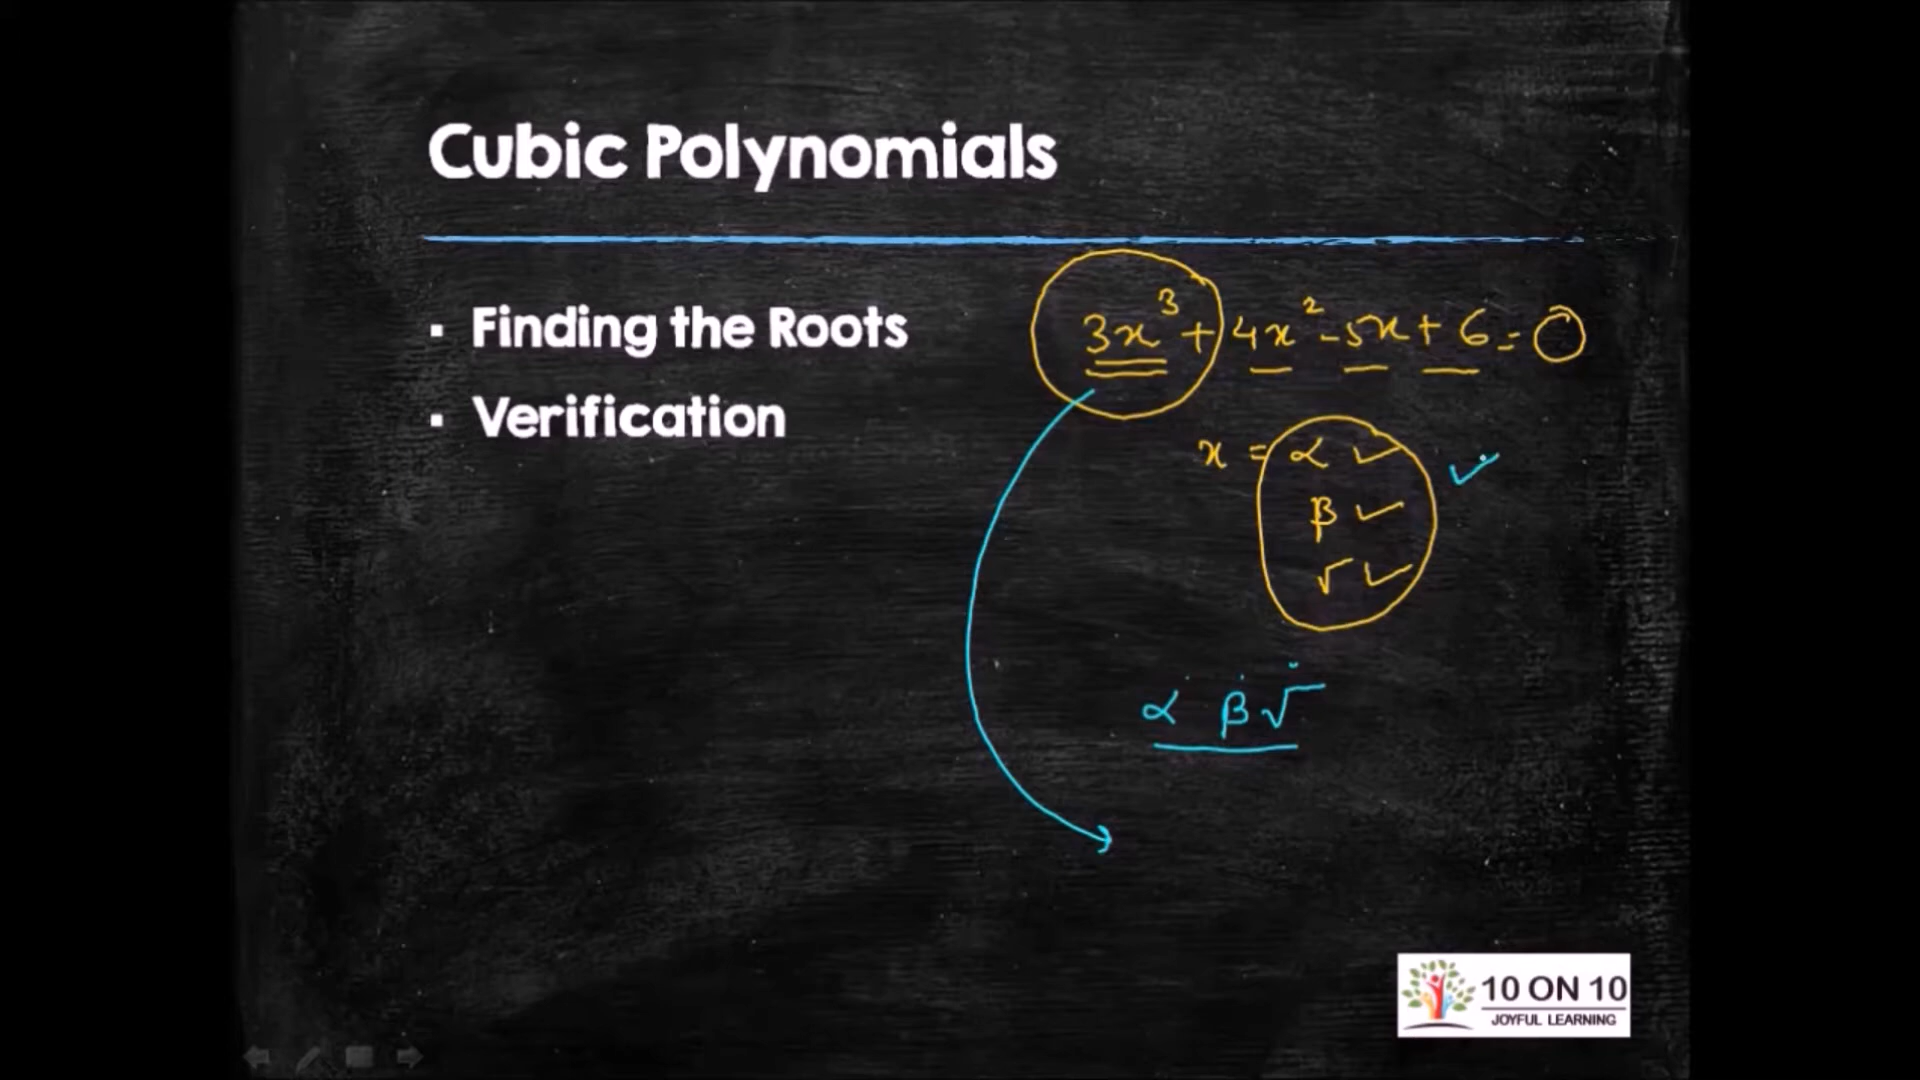 Cubic Polynomials
▪ Finding the Roots
▪ Verification
3x³ + 4x² - 5x + 6 = 0
x = α ✓ ✓
β ✓
√ ✓
α β √
10 ON 10
JOYFUL LEARNING